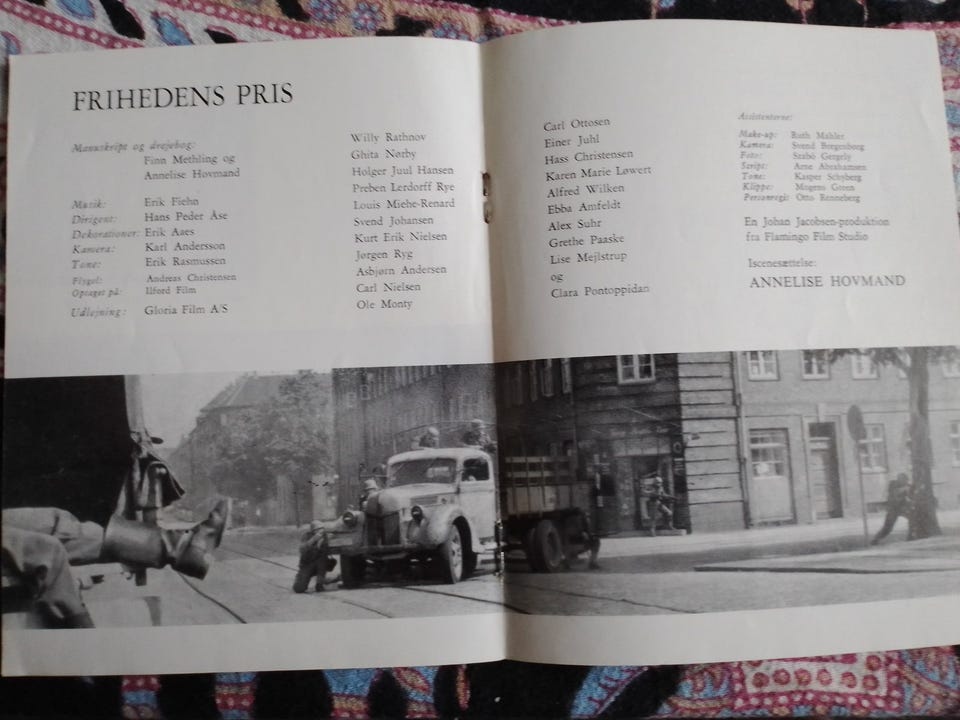 FRIHEDENS PRIS
Manuskript og drejebog:
Finn Methling og
Annelise Hovmand
Musik: Erik Fiehn
Dirigent: Hans Peder Åse
Dekorationer: Erik Aaes
Kamera: Karl Andersson
Tone: Erik Rasmussen
Flygel: Andreas Christensen
Optaget på: Ilford Film
Udlejning: Gloria Film A/S
Willy Rathnov
Ghita Nørby
Holger Juul Hansen
Preben Lerdorff Rye
Louis Miehe-Renard
Svend Johansen
Kurt Erik Nielsen
Jørgen Ryg
Asbjørn Andersen
Carl Nielsen
Ole Monty
Carl Ottosen
Einer Juhl
Hass Christensen
Karen Marie Løwert
Alfred Wilken
Ebba Amfeldt
Alex Suhr
Grethe Paaske
Lise Mejlstrup
og
Clara Pontoppidan
Assistenterne:
Make-up: Ruth Mahler
Kamera: Svend Bregenborg
Foto: Szabó Gergely
Script: Arne Abrahamsen
Tone: Kasper Schyberg
Klippe: Mogens Green
Personregi: Otto Renneberg
En Johan Jacobsen-produktion
fra Flamingo Film Studio
Iscenesættelse:
ANNELISE HOVMAND